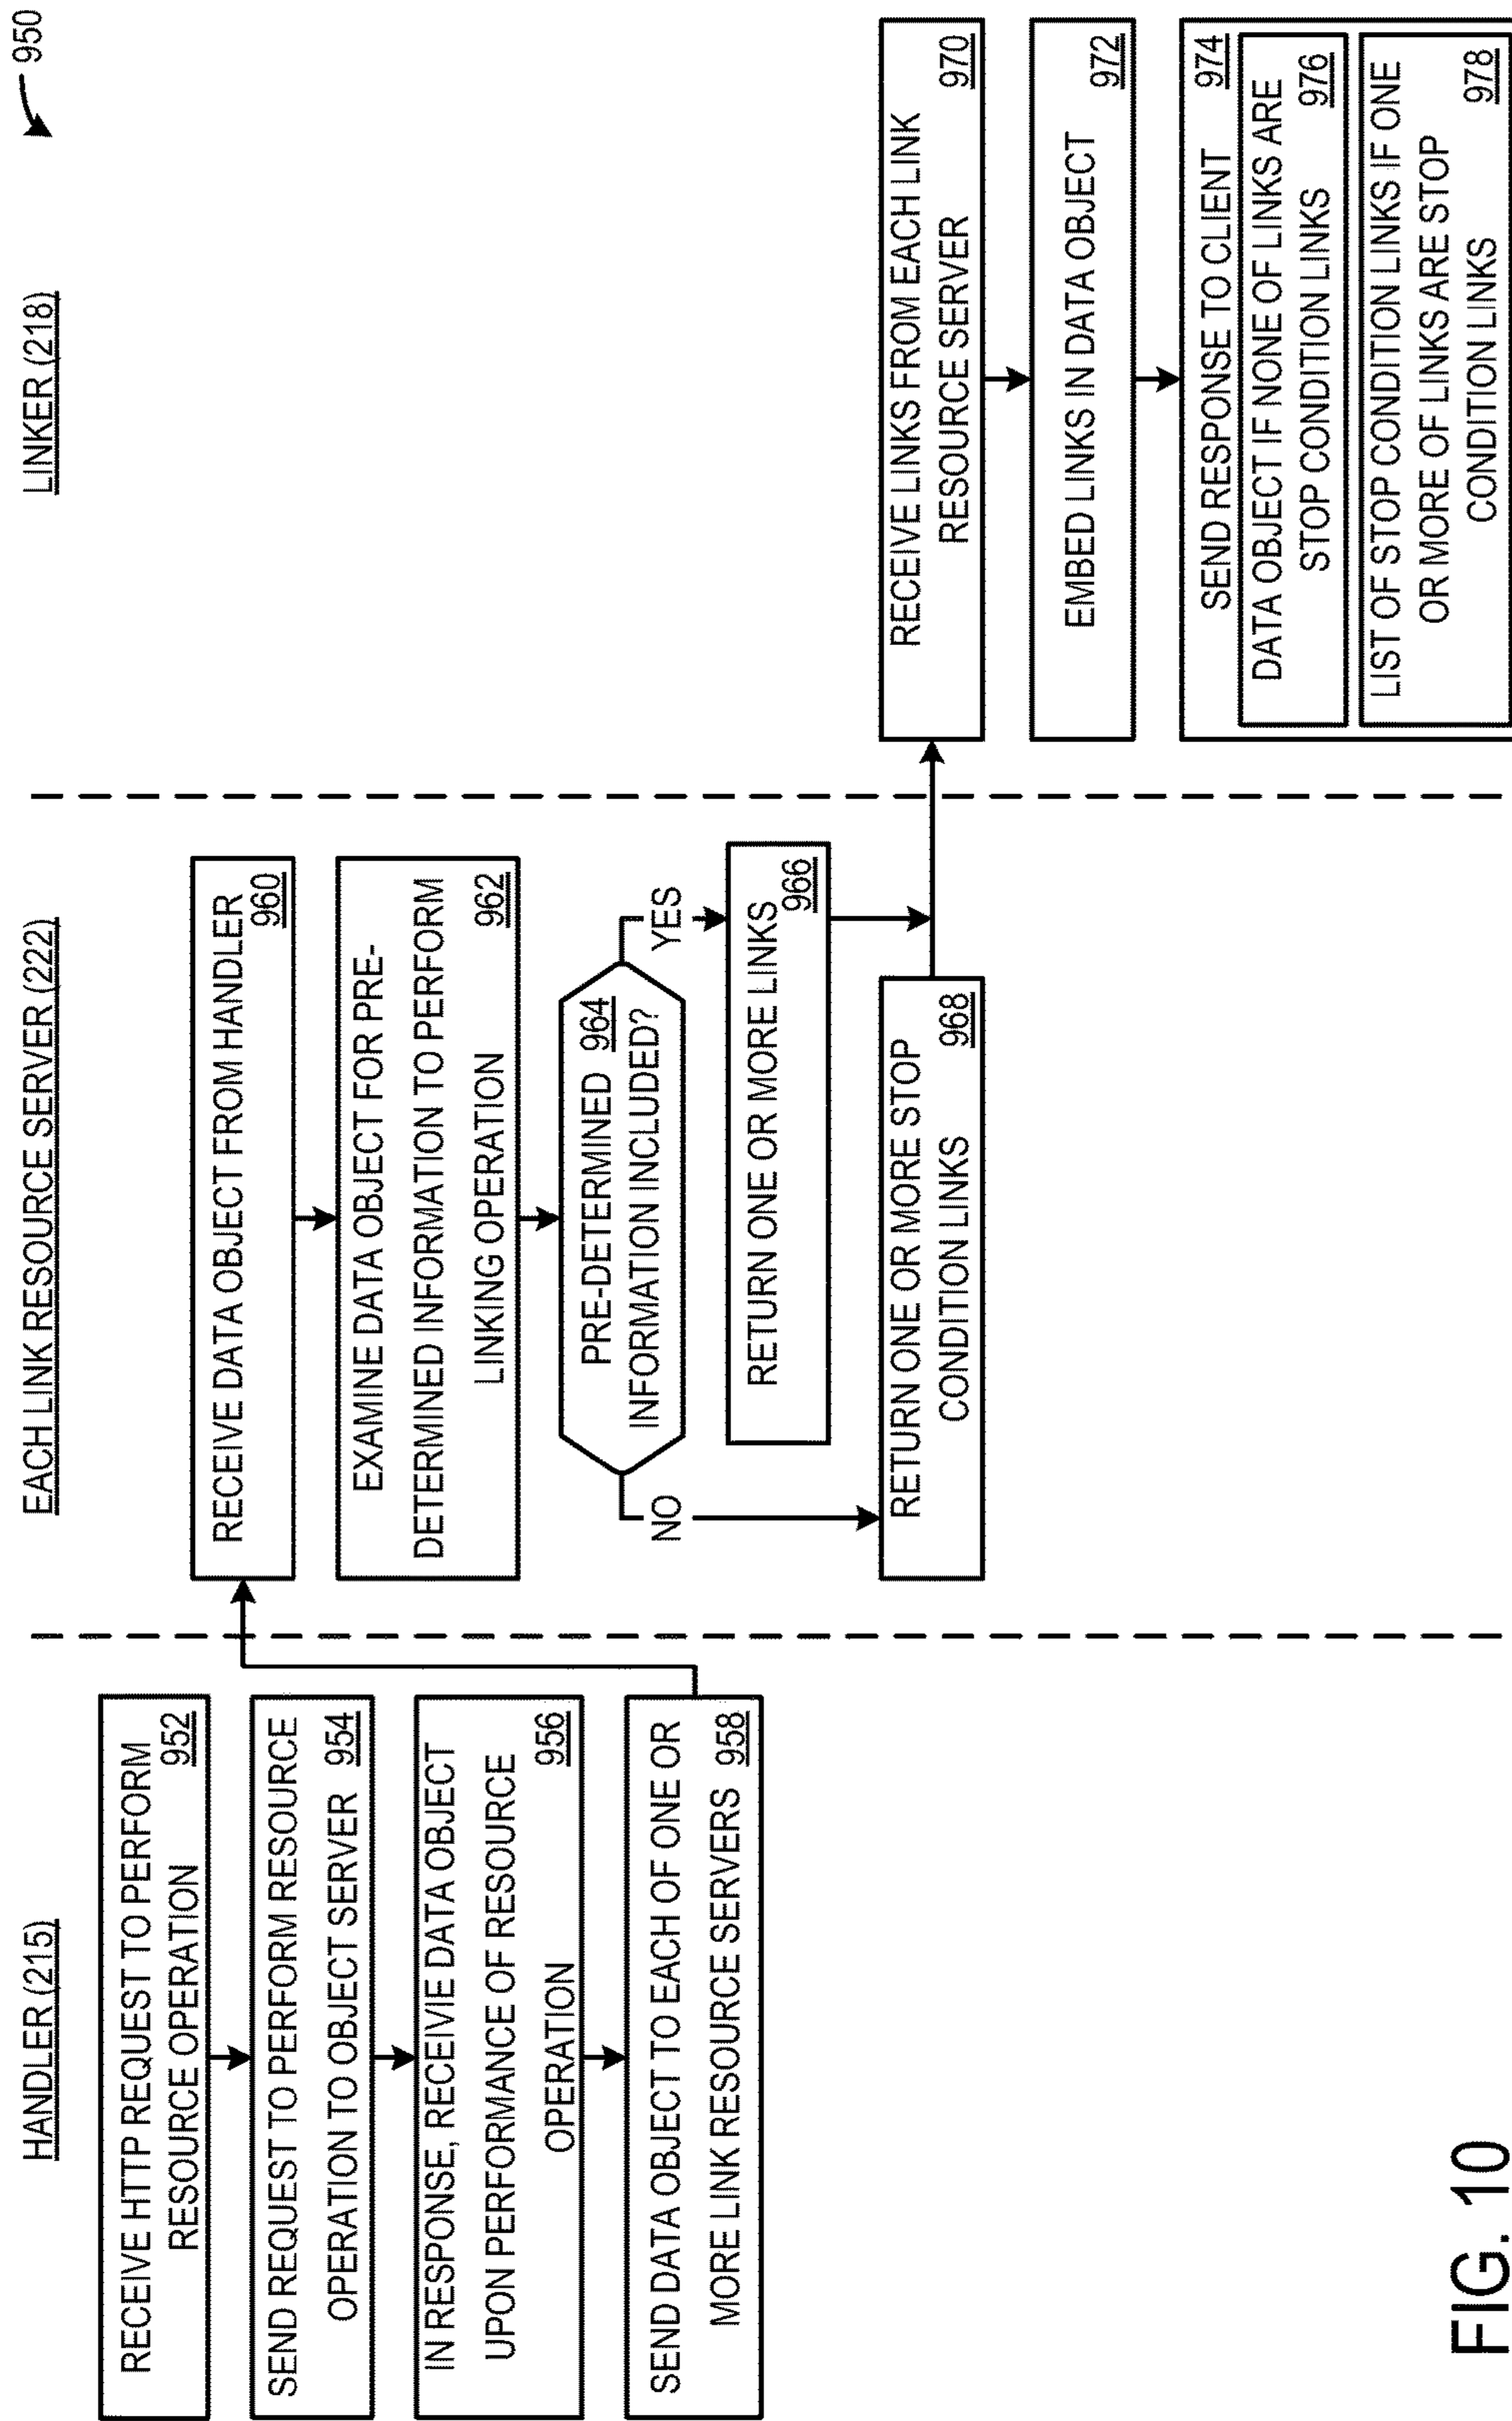 950
HANDLER (215)
RECEIVE HTTP REQUEST TO PERFORM
RESOURCE OPERATION
952
SEND REQUEST TO PERFORM RESOURCE
OPERATION TO OBJECT SERVER
954
IN RESPONSE, RECEIVIE DATA OBJECT
UPON PERFORMANCE OF RESOURCE
OPERATION
956
SEND DATA OBJECT TO EACH OF ONE OR
MORE LINK RESOURCE SERVERS
958
EACH LINK RESOURCE SERVER (222)
RECEIVE DATA OBJECT FROM HANDLER
960
EXAMINE DATA OBJECT FOR PRE-
DETERMINED INFORMATION TO PERFORM
LINKING OPERATION
962
PRE-DETERMINED 964
INFORMATION INCLUDED?
NO
YES
RETURN ONE OR MORE LINKS
966
RETURN ONE OR MORE STOP
CONDITION LINKS
968
LINKER (218)
RECEIVE LINKS FROM EACH LINK
RESOURCE SERVER
970
EMBED LINKS IN DATA OBJECT
972
SEND RESPONSE TO CLIENT
974
DATA OBJECT IF NONE OF LINKS ARE
STOP CONDITION LINKS
976
LIST OF STOP CONDITION LINKS IF ONE
OR MORE OF LINKS ARE STOP
CONDITION LINKS
978
FIG. 10